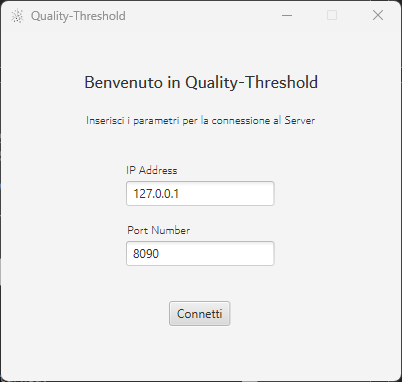 Quality-Threshold
Benvenuto in Quality-Threshold
Inserisci i parametri per la connessione al Server
IP Address
127.0.0.1
Port Number
8090
Connetti